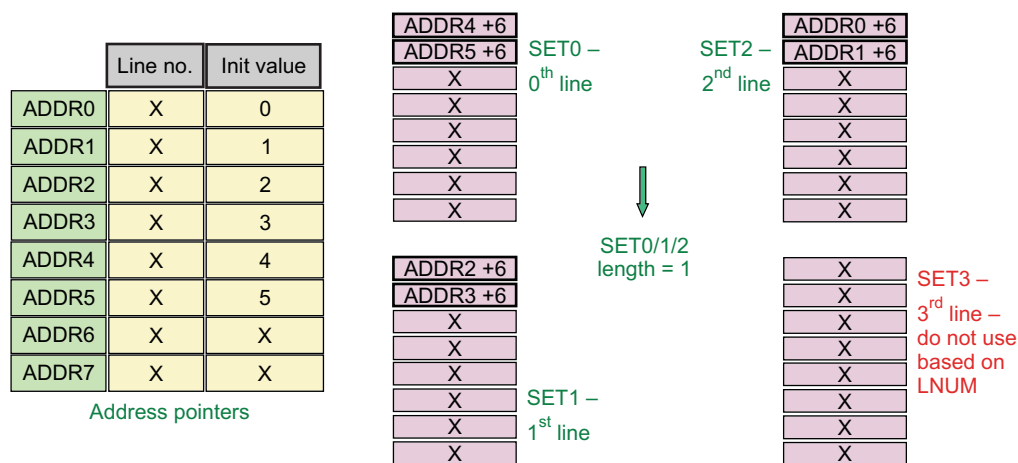 Line no. Init value
ADDR0 X 0
ADDR1 X 1
ADDR2 X 2
ADDR3 X 3
ADDR4 X 4
ADDR5 X 5
ADDR6 X X
ADDR7 X X
Address pointers
ADDR4 +6
ADDR5 +6
X
X
X
X
X
X
SET0 –
0th line
ADDR2 +6
ADDR3 +6
X
X
X
X
X
X
SET1 –
1st line
SET0/1/2
length = 1
SET2 –
2nd line
ADDR0 +6
ADDR1 +6
X
X
X
X
X
X
X
X
X
X
X
X
X
X
SET3 –
3rd line –
do not use
based on
LNUM